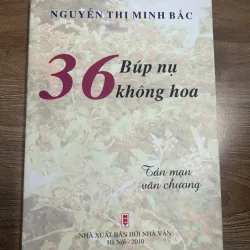 NGUYỄN THỊ MINH BẮC
36 Búp nụ
không hoa
Tản mạn
văn chương
NHÀ XUẤT BẢN HỘI NHÀ VĂN
Hà Nội - 2010